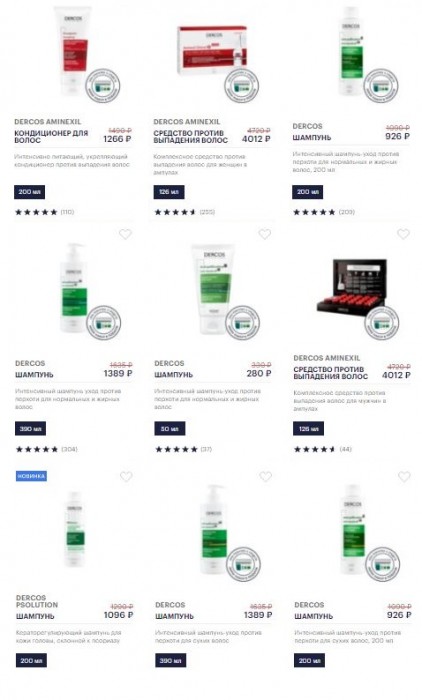 DERCOS AMINEXIL
КОНДИЦИОНЕР ДЛЯ ВОЛОС
1490 ₽
1266 ₽
Интенсивно питающий, укрепляющий
кондиционер против выпадения волос
200 мл
(110)
DERCOS AMINEXIL
СРЕДСТВО ПРОТИВ ВЫПАДЕНИЯ ВОЛОС
4720 ₽
4012 ₽
Комплексное средство против
выпадения волос для женщин в
ампулах
126 мл
(255)
DERCOS
ШАМПУНЬ
1090 ₽
926 ₽
Интенсивный шампунь-уход против
перхоти для нормальных и жирных
волос, 200 мл
200 мл
(203)
DERCOS
DERCOS
ШАМПУНЬ
1635 ₽
1389 ₽
Интенсивный шампунь уход против
перхоти для нормальных и жирных
волос
390 мл
(304)
DERCOS
DERCOS
ШАМПУНЬ
330 ₽
280 ₽
Интенсивный шампунь-уход против
перхоти для нормальных и жирных
волос
50 мл
(37)
DERCOS AMINEXIL
СРЕДСТВО ПРОТИВ ВЫПАДЕНИЯ ВОЛОС
4720 ₽
4012 ₽
Комплексное средство против
выпадения волос для мужчин в
ампулах
126 мл
(44)
НОВИНКА
DERCOS PSOLUTION
ШАМПУНЬ
1290 ₽
1096 ₽
Кераторегулирующий шампунь для
кожи головы, склонной к псориазу
200 мл
DERCOS
ШАМПУНЬ
1635 ₽
1389 ₽
Интенсивный шампунь-уход против
перхоти для сухих волос
390 мл
DERCOS
ШАМПУНЬ
1090 ₽
926 ₽
Интенсивный шампунь-уход против
перхоти для сухих волос, 200 мл
200 мл